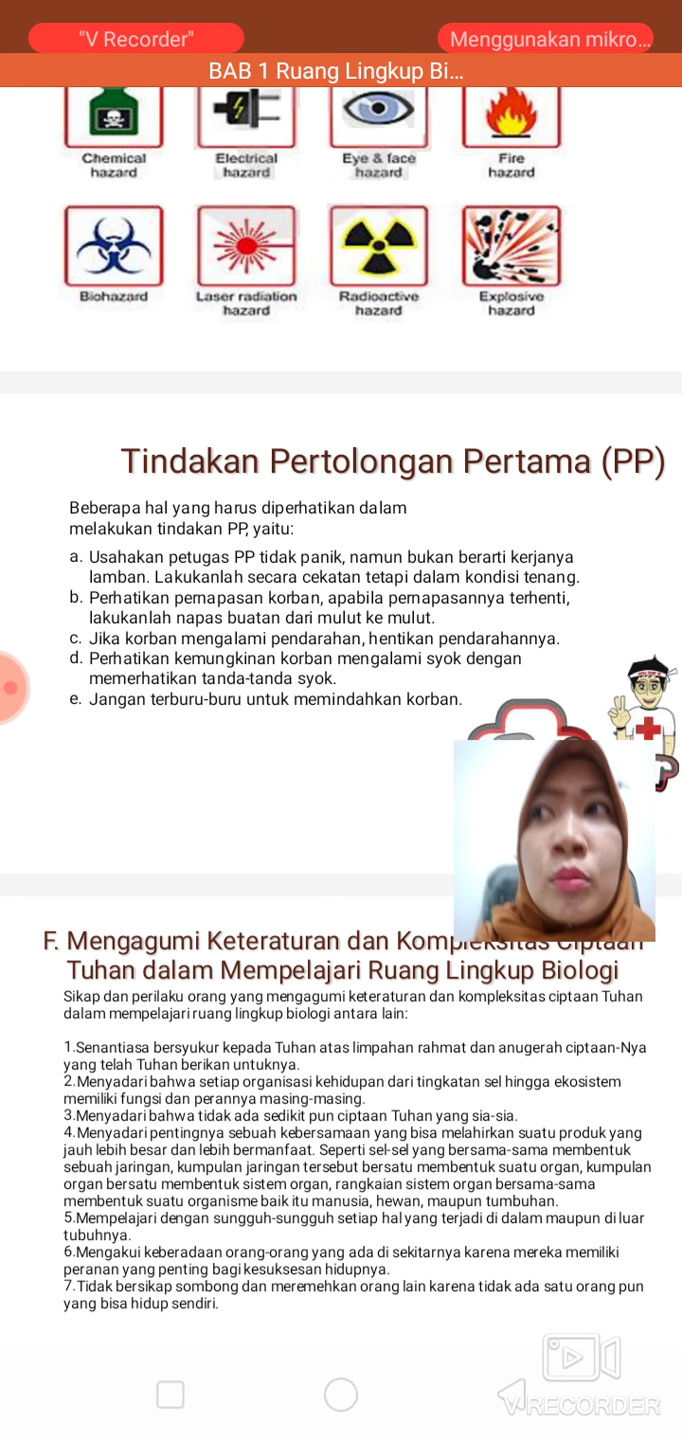 "V Recorder"
Menggunakan mikro...
BAB 1 Ruang Lingkup Bi...
Chemical hazard
Electrical hazard
Eye & face hazard
Fire hazard
Biohazard
Laser radiation hazard
Radioactive hazard
Explosive hazard
Tindakan Pertolongan Pertama (PP)
Beberapa hal yang harus diperhatikan dalam
melakukan tindakan PP, yaitu:
a. Usahakan petugas PP tidak panik, namun bukan berarti kerjanya
lamban. Lakukanlah secara cekatan tetapi dalam kondisi tenang.
b. Perhatikan pernapasan korban, apabila pernapasannya terhenti,
lakukanlah napas buatan dari mulut ke mulut.
c. Jika korban mengalami pendarahan, hentikan pendarahannya.
d. Perhatikan kemungkinan korban mengalami syok dengan
memerhatikan tanda-tanda syok.
e. Jangan terburu-buru untuk memindahkan korban.
F. Mengagumi Keteraturan dan Kompleksitas Ciptaan
Tuhan dalam Mempelajari Ruang Lingkup Biologi
Sikap dan perilaku orang yang mengagumi keteraturan dan kompleksitas ciptaan Tuhan
dalam mempelajari ruang lingkup biologi antara lain:
1.Senantiasa bersyukur kepada Tuhan atas limpahan rahmat dan anugerah ciptaan-Nya
yang telah Tuhan berikan untuknya.
2.Menyadari bahwa setiap organisasi kehidupan dari tingkatan sel hingga ekosistem
memiliki fungsi dan perannya masing-masing.
3.Menyadari bahwa tidak ada sedikit pun ciptaan Tuhan yang sia-sia.
4.Menyadari pentingnya sebuah kebersamaan yang bisa melahirkan suatu produk yang
jauh lebih besar dan lebih bermanfaat. Seperti sel-sel yang bersama-sama membentuk
sebuah jaringan, kumpulan jaringan tersebut bersatu membentuk suatu organ, kumpulan
organ bersatu membentuk sistem organ, rangkaian sistem organ bersama-sama
membentuk suatu organisme baik itu manusia, hewan, maupun tumbuhan.
5.Mempelajari dengan sungguh-sungguh setiap hal yang terjadi di dalam maupun di luar
tubuhnya.
6.Mengakui keberadaan orang-orang yang ada di sekitarnya karena mereka memiliki
peranan yang penting bagi kesuksesan hidupnya.
7.Tidak bersikap sombong dan meremehkan orang lain karena tidak ada satu orang pun
yang bisa hidup sendiri.
V RECORDER